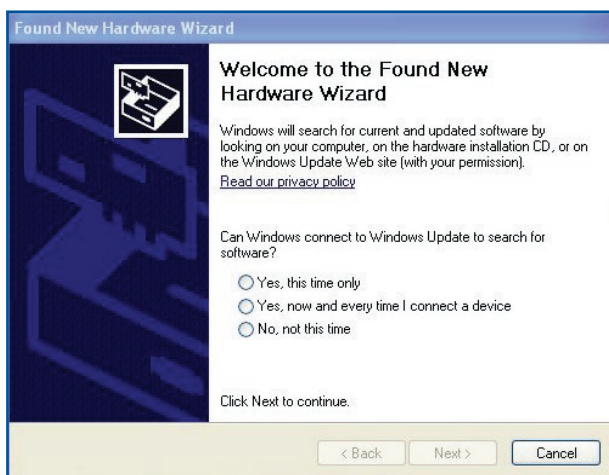 Found New Hardware Wizard
Welcome to the Found New
Hardware Wizard
Windows will search for current and updated software by
looking on your computer, on the hardware installation CD, or on
the Windows Update Web site (with your permission).
Read our privacy policy
Can Windows connect to Windows Update to search for
software?
Yes, this time only
Yes, now and every time I connect a device
No, not this time
Click Next to continue.
< Back Next > Cancel